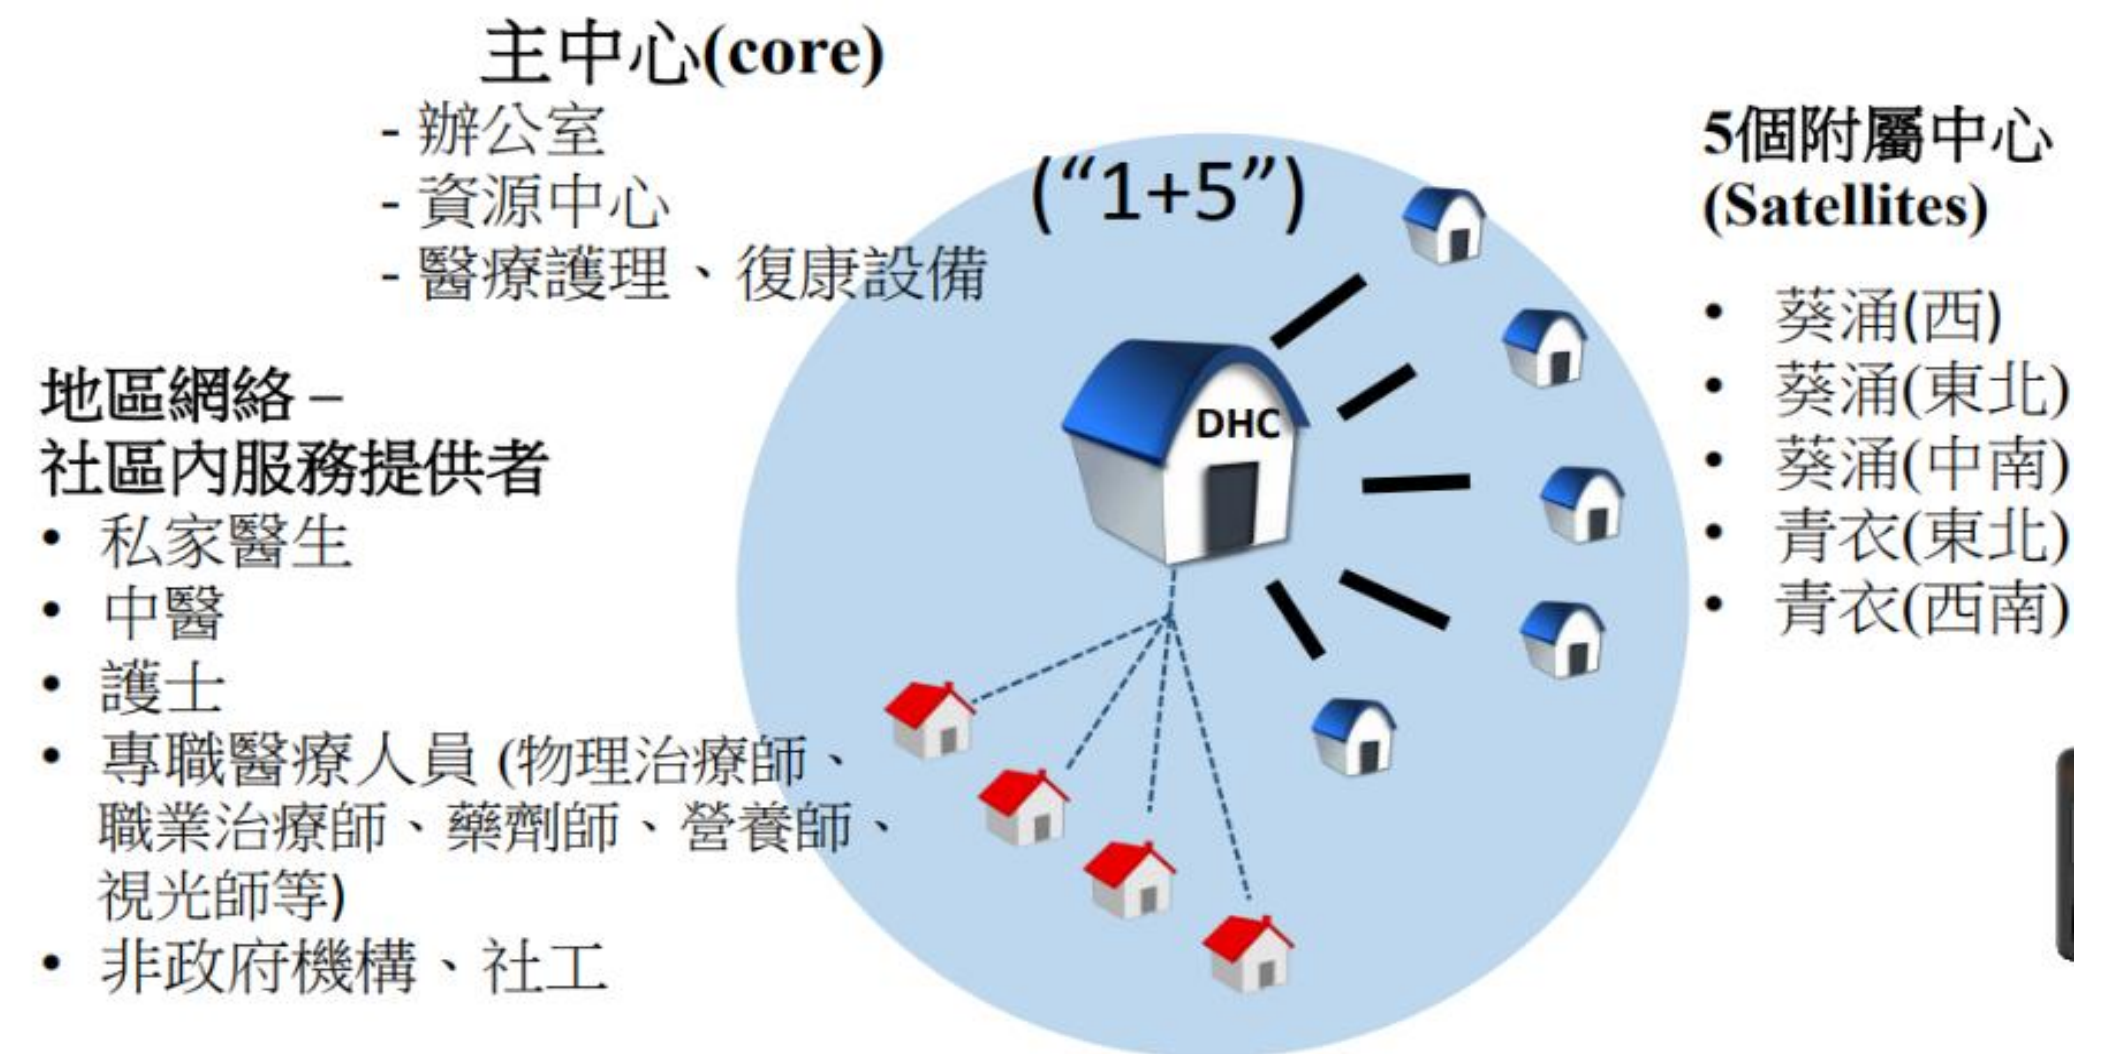 主中心(core)
- 辦公室
- 資源中心
- 醫療護理、復康設備
地區網絡 –
社區內服務提供者
• 私家醫生
• 中醫
• 護士
• 專職醫療人員 (物理治療師、
職業治療師、藥劑師、營養師、
視光師等)
• 非政府機構、社工
(“1+5”)
DHC
5個附屬中心
(Satellites)
• 葵涌(西)
• 葵涌(東北)
• 葵涌(中南)
• 青衣(東北)
• 青衣(西南)